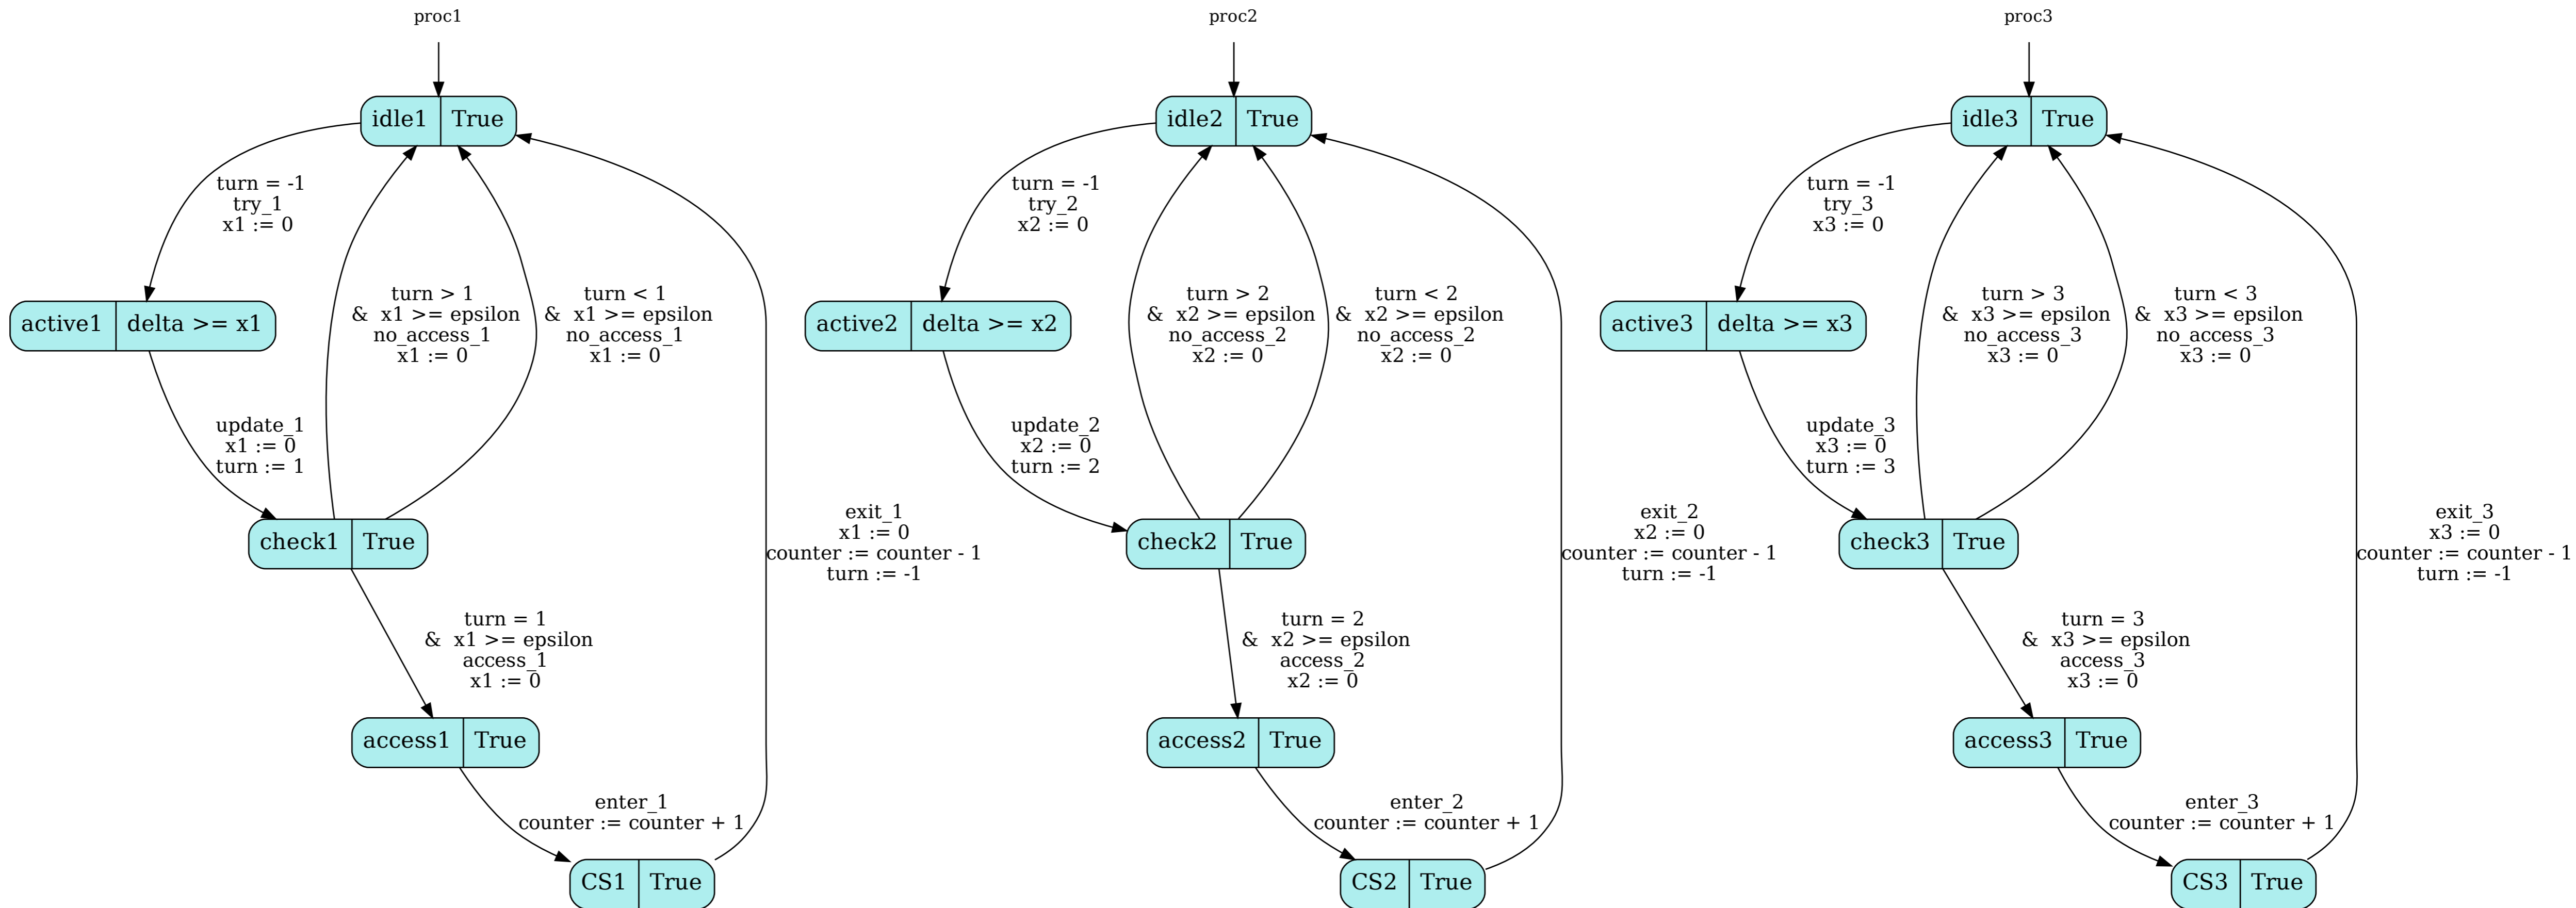 proc1
idle1 True
turn = -1
try_1
x1 := 0
active1 delta >= x1
turn > 1
& x1 >= epsilon
no_access_1
x1 := 0
turn < 1
& x1 >= epsilon
no_access_1
x1 := 0
update_1
x1 := 0
turn := 1
check1 True
exit_1
x1 := 0
counter := counter - 1
turn := -1
turn = 1
& x1 >= epsilon
access_1
x1 := 0
access1 True
enter_1
counter := counter + 1
CS1 True
proc2
idle2 True
turn = -1
try_2
x2 := 0
active2 delta >= x2
turn > 2
& x2 >= epsilon
no_access_2
x2 := 0
turn < 2
& x2 >= epsilon
no_access_2
x2 := 0
update_2
x2 := 0
turn := 2
check2 True
exit_2
x2 := 0
counter := counter - 1
turn := -1
turn = 2
& x2 >= epsilon
access_2
x2 := 0
access2 True
enter_2
counter := counter + 1
CS2 True
proc3
idle3 True
turn = -1
try_3
x3 := 0
active3 delta >= x3
turn > 3
& x3 >= epsilon
no_access_3
x3 := 0
turn < 3
& x3 >= epsilon
no_access_3
x3 := 0
update_3
x3 := 0
turn := 3
check3 True
exit_3
x3 := 0
counter := counter - 1
turn := -1
turn = 3
& x3 >= epsilon
access_3
x3 := 0
access3 True
enter_3
counter := counter + 1
CS3 True